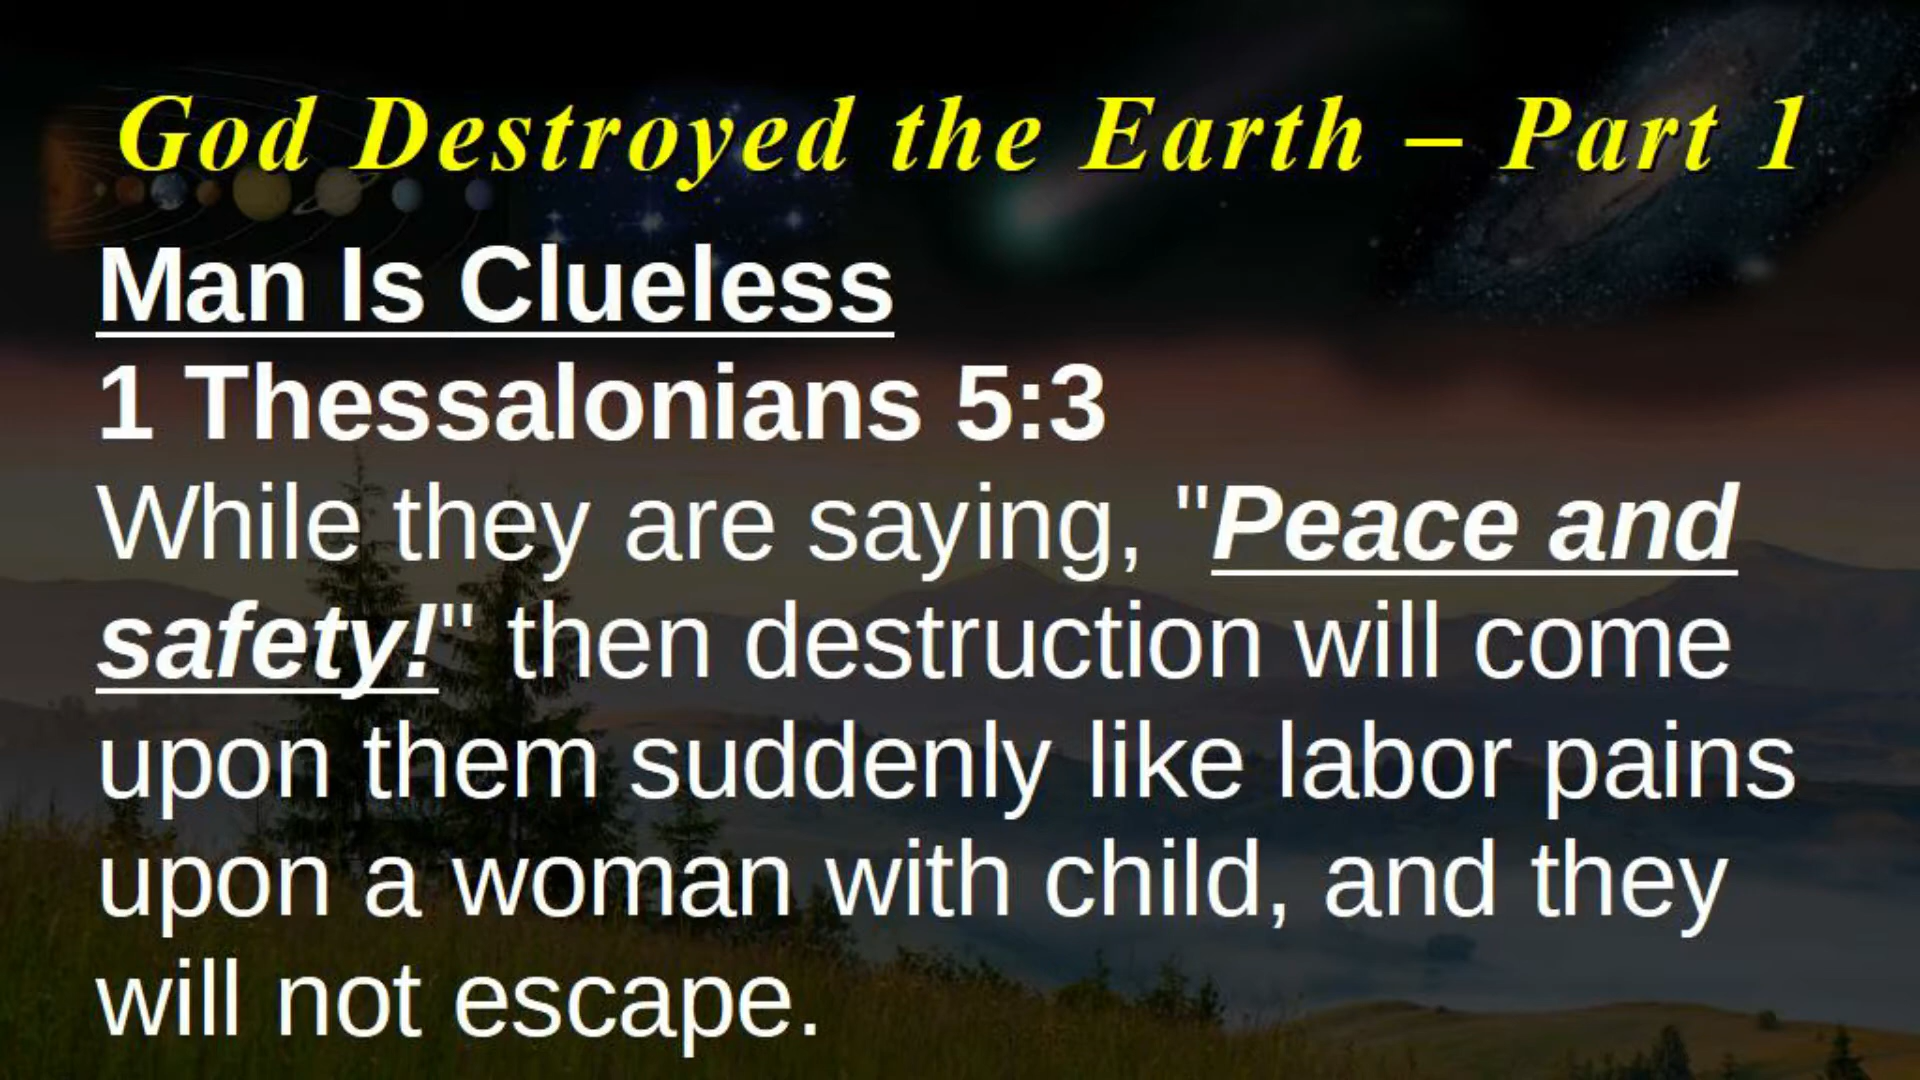 God Destroyed the Earth – Part 1
Man Is Clueless
1 Thessalonians 5:3
While they are saying, "Peace and
safety!" then destruction will come
upon them suddenly like labor pains
upon a woman with child, and they
will not escape.